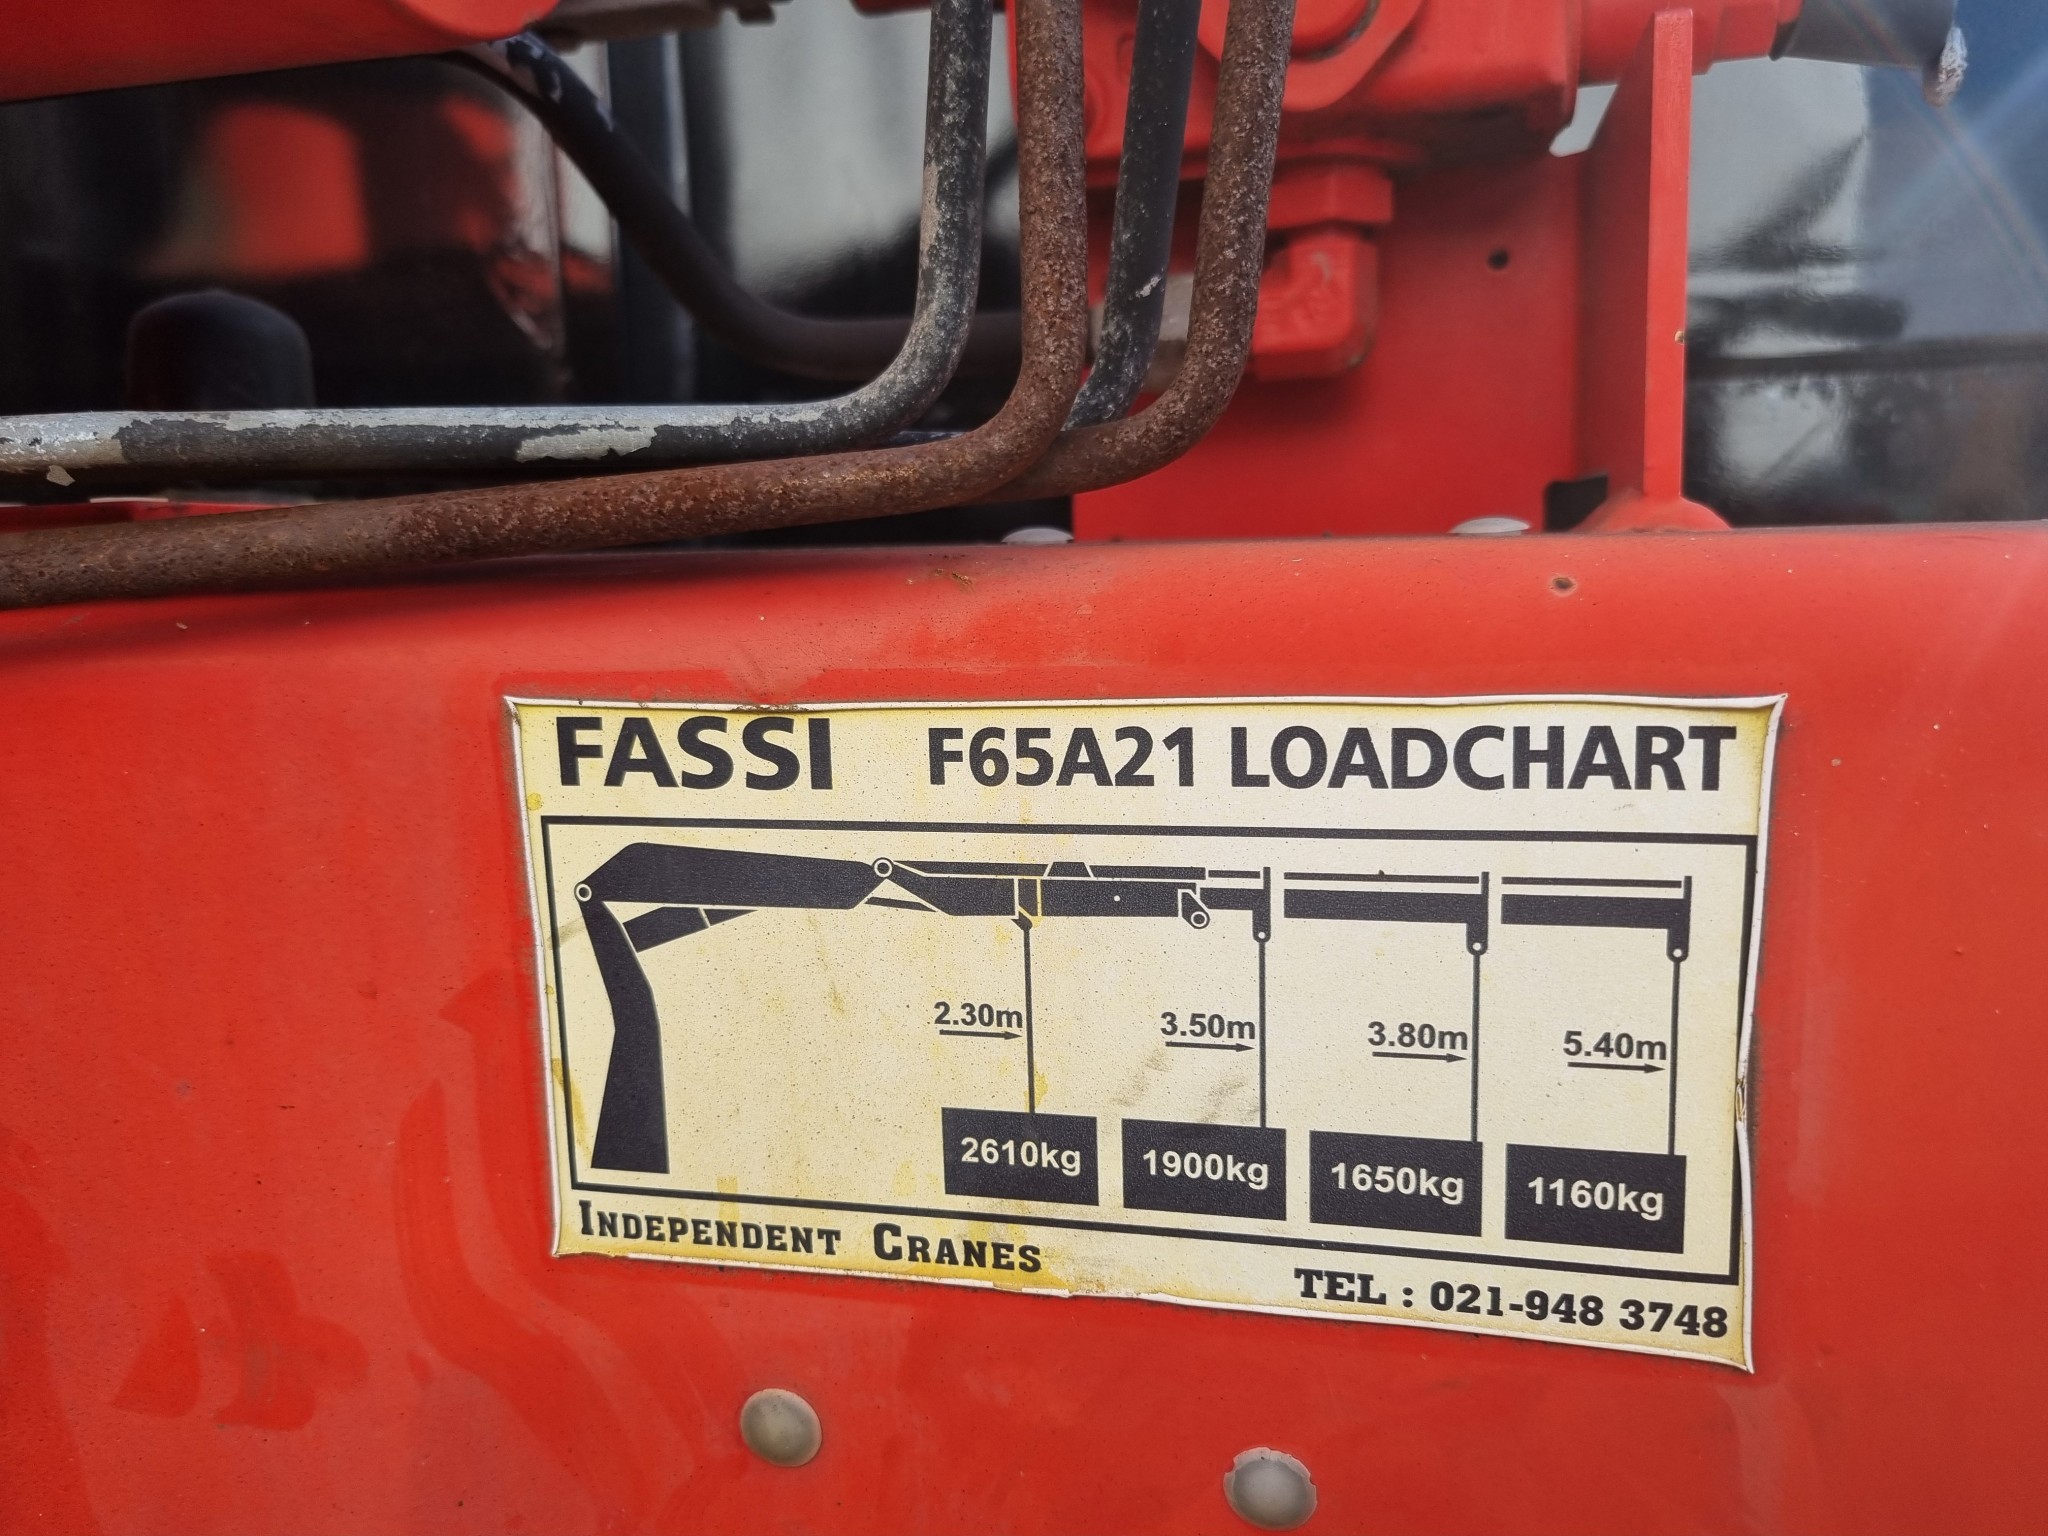 FASSI F65A21 LOADCHART
2.30m 3.50m 3.80m 5.40m
2610kg 1900kg 1650kg 1160kg
INDEPENDENT CRANES
TEL : 021-948 3748